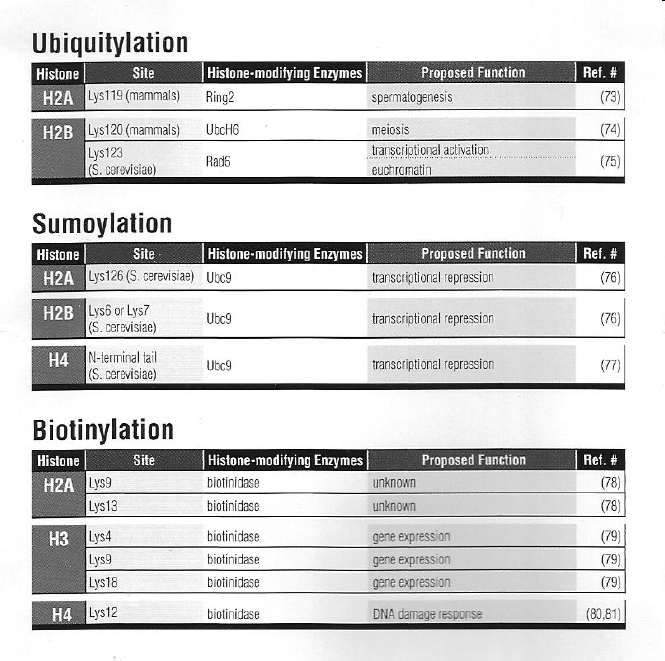 Ubiquitylation
Histone Site Histone-modifying Enzymes Proposed Function Ref. #
H2A Lys119 (mammals) Ring2 spermatogenesis (73)
H2B Lys120 (mammals) UbcH6 meiosis (74)
Lys123
(S. cerevisiae) Rad6 transcriptional activation
euchromatin (75)
Sumoylation
Histone Site Histone-modifying Enzymes Proposed Function Ref. #
H2A Lys126 (S. cerevisiae) Ubc9 transcriptional repression (76)
H2B Lys6 or Lys7
(S. cerevisiae) Ubc9 transcriptional repression (76)
H4 N-terminal tail
(S. cerevisiae) Ubc9 transcriptional repression (77)
Biotinylation
Histone Site Histone-modifying Enzymes Proposed Function Ref. #
H2A Lys9 biotinidase unknown (78)
Lys13 biotinidase unknown (78)
H3 Lys4 biotinidase gene expression (79)
Lys9 biotinidase gene expression (79)
Lys18 biotinidase gene expression (79)
H4 Lys12 biotinidase DNA damage response (80,81)